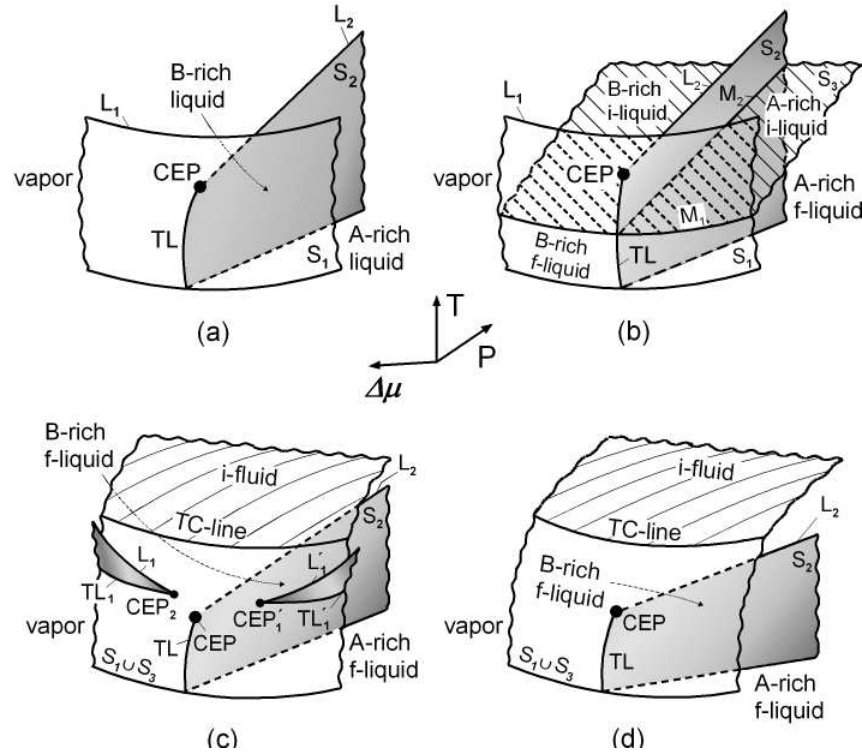 L₂
B-rich
liquid
S₂
L₁
CEP
vapor
TL
A-rich
liquid
S₁
(a)
L₁
B-rich
i-liquid
L₂
S₂
M₂
S₃
A-rich
i-liquid
CEP
vapor
A-rich
f-liquid
M₁
B-rich
f-liquid
TL
S₁
(b)
T
P
Δμ
B-rich
f-liquid
i-fluid
L₂
TC-line
S₂
L₁
L₁′
TL₁
CEP₂
CEP₁′
TL₁′
vapor
TL
CEP
A-rich
f-liquid
S₁∪S₃
(c)
i-fluid
TC-line
L₂
S₂
B-rich
f-liquid
CEP
vapor
TL
S₁∪S₃
A-rich
f-liquid
(d)